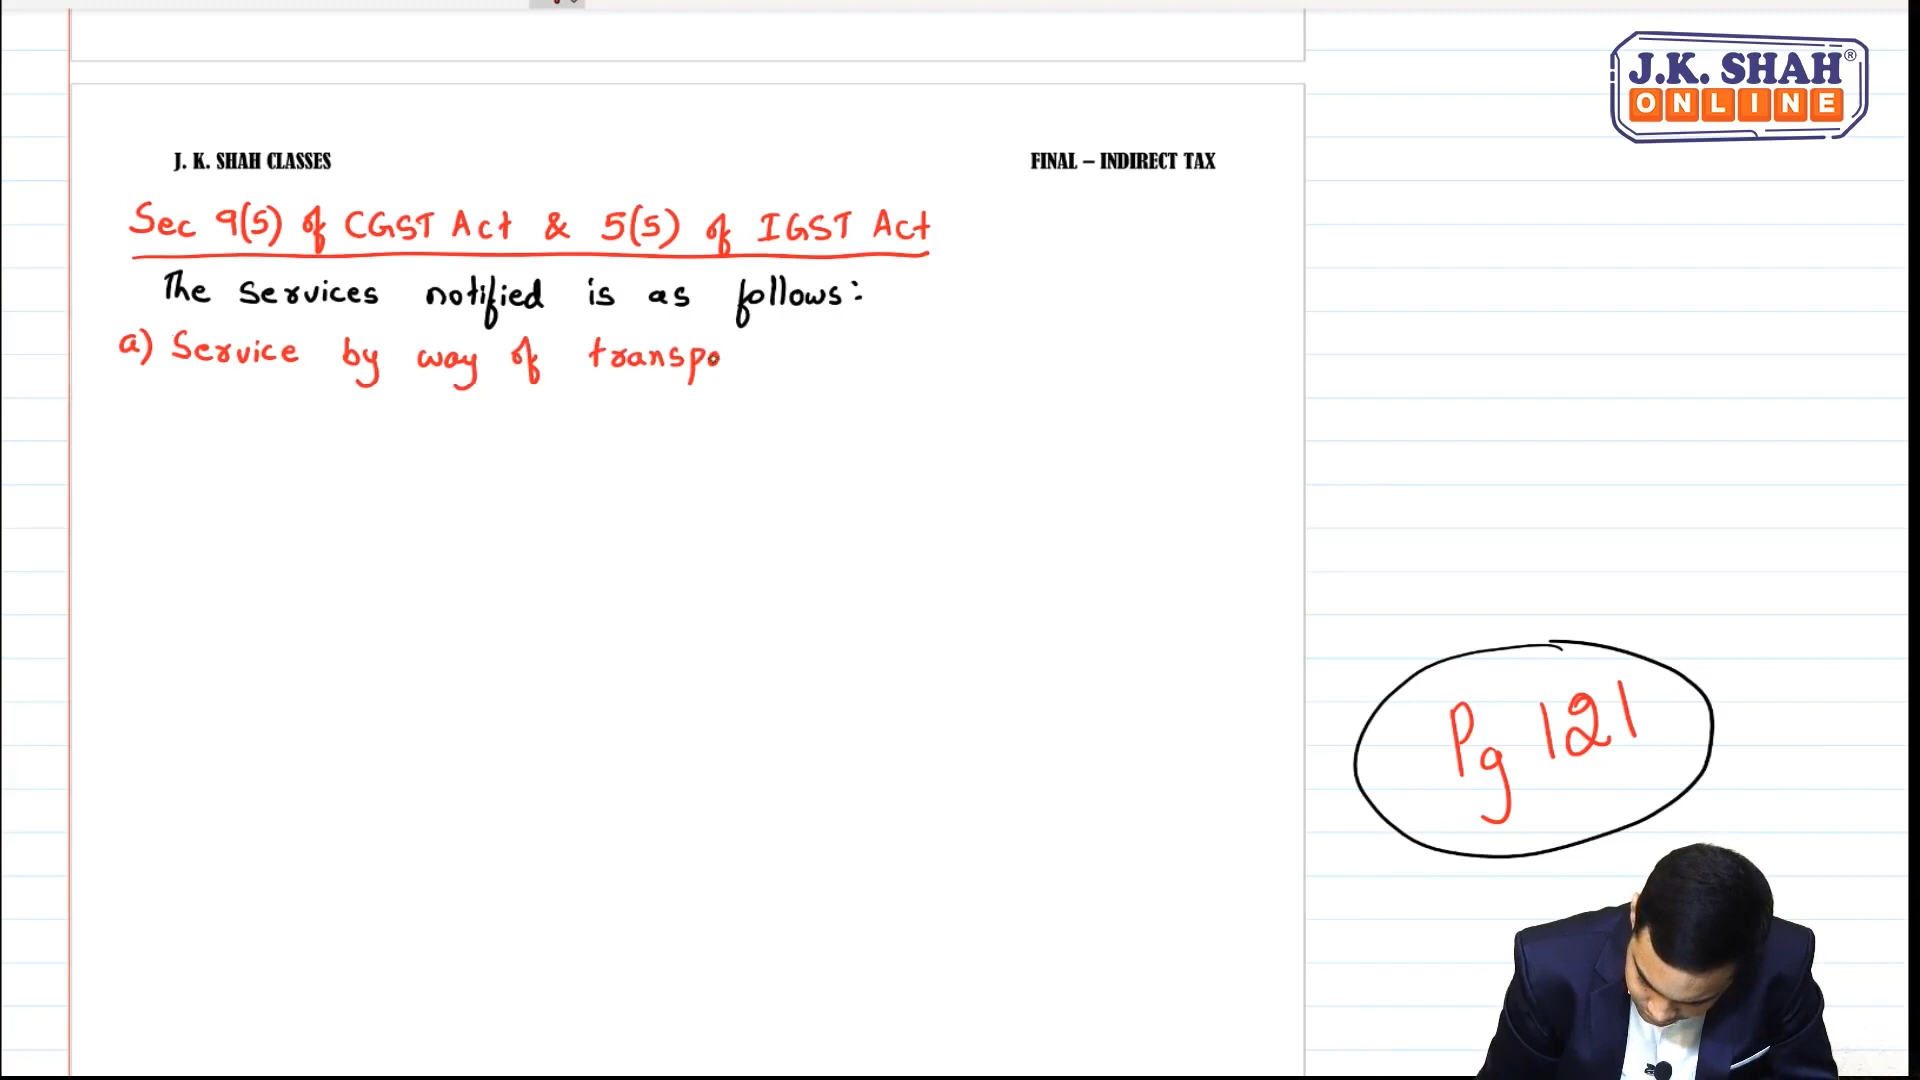 J.K. SHAH®
ONLINE
J. K. SHAH CLASSES
FINAL – INDIRECT TAX
Sec 9(5) of CGST Act & 5(5) of IGST Act
The Services notified is as follows:
a) Service by way of transpo
Pg 121